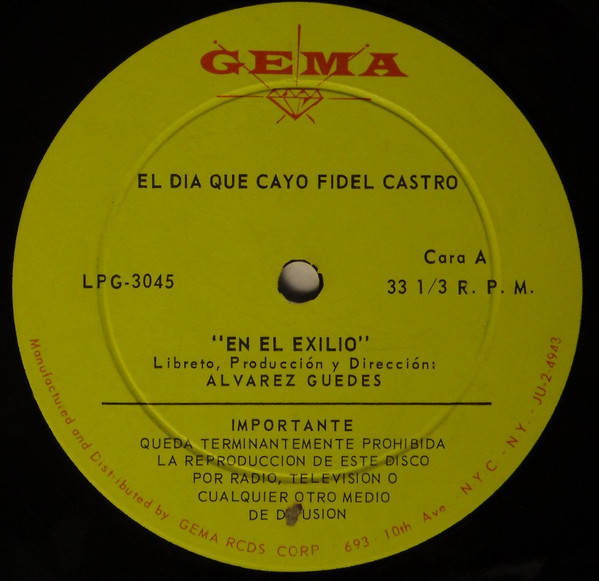 GEMA
EL DIA QUE CAYO FIDEL CASTRO
Cara A
LPG-3045
33 1/3 R. P. M.
"EN EL EXILIO"
Libreto, Producción y Dirección:
ALVAREZ GUEDES
IMPORTANTE
QUEDA TERMINANTEMENTE PROHIBIDA
LA REPRODUCCION DE ESTE DISCO
POR RADIO, TELEVISION O
CUALQUIER OTRO MEDIO
DE DIFUSION
Manufactured and Distributed by GEMA RCDS CORP. 693 - 10th Ave. - N.Y.C. - N.Y. - JU-2-4943